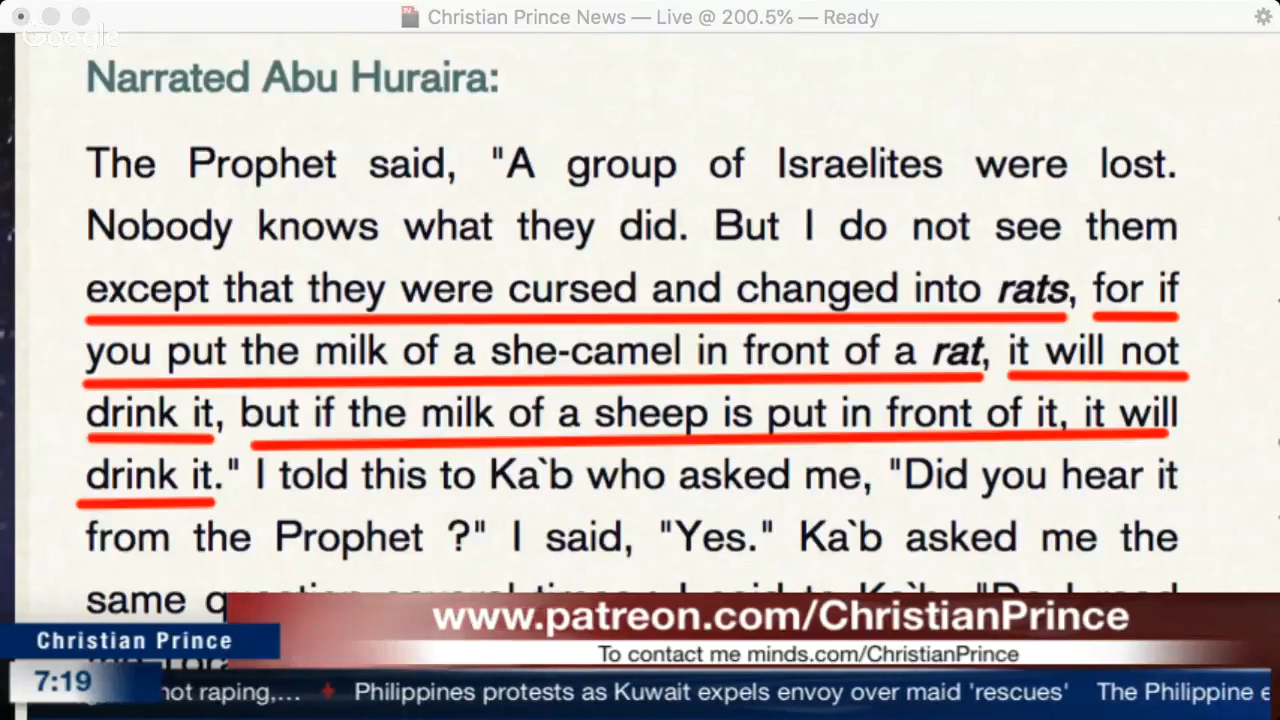 Christian Prince News — Live @ 200.5% — Ready
Google
Narrated Abu Huraira:
The Prophet said, "A group of Israelites were lost.
Nobody knows what they did. But I do not see them
except that they were cursed and changed into rats, for if
you put the milk of a she-camel in front of a rat, it will not
drink it, but if the milk of a sheep is put in front of it, it will
drink it." I told this to Ka`b who asked me, "Did you hear it
from the Prophet ?" I said, "Yes." Ka`b asked me the
same
www.patreon.com/ChristianPrince
Christian Prince
To contact me minds.com/ChristianPrince
7:19
not raping,... Philippines protests as Kuwait expels envoy over maid 'rescues' The Philippine